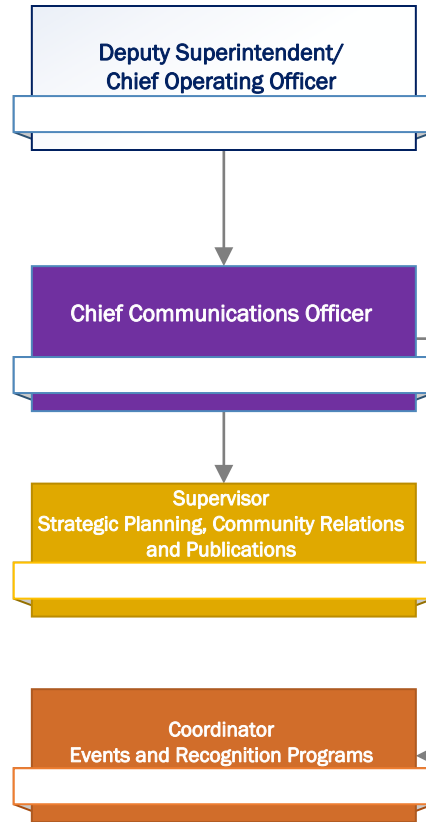 Deputy Superintendent/
Chief Operating Officer
Chief Communications Officer
Supervisor
Strategic Planning, Community Relations
and Publications
Coordinator
Events and Recognition Programs